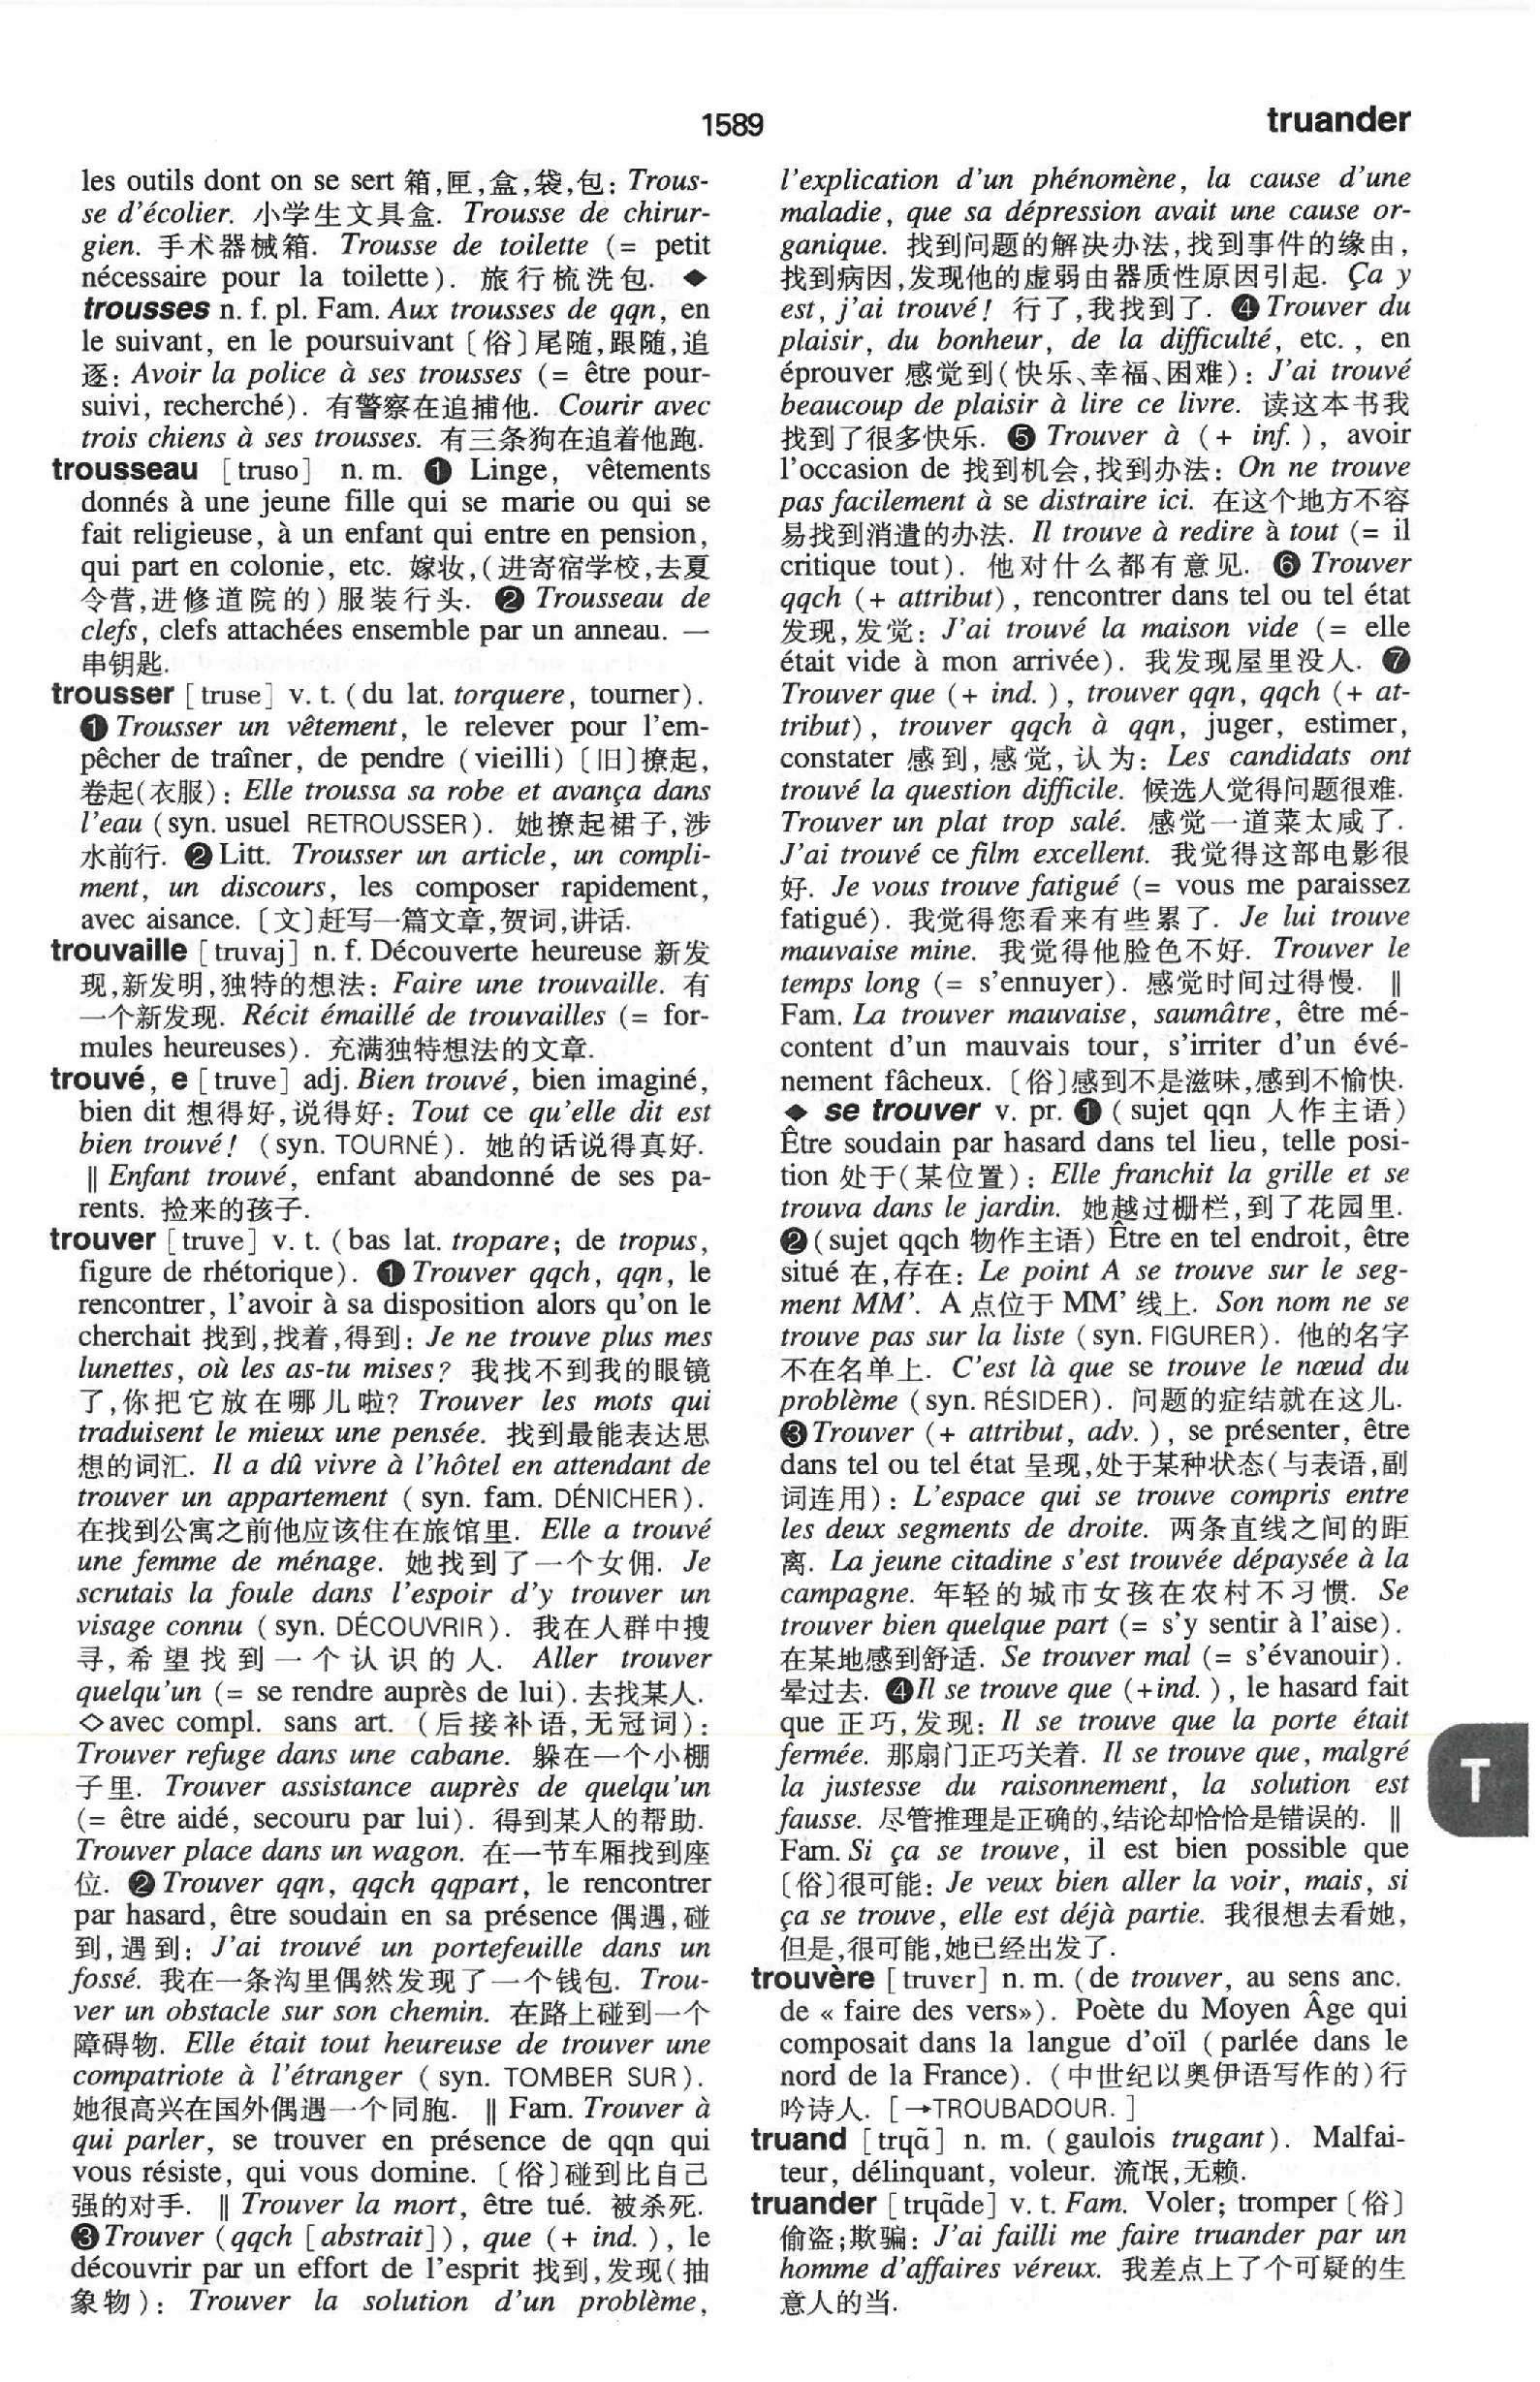 1589
truander
les outils dont on se sert 箱,匣,盒,袋,包: Trous-
se d'écolier. 小学生文具盒. Trousse de chirur-
gien. 手术器械箱. Trousse de toilette (= petit
nécessaire pour la toilette). 旅行梳洗包. ◆
trousses n. f. pl. Fam. Aux trousses de qqn, en
le suivant, en le poursuivant〔俗〕尾随,跟随,追
逐: Avoir la police à ses trousses (= être pour-
suivi, recherché). 有警察在追捕他. Courir avec
trois chiens à ses trousses. 有三条狗在追着他跑.
trousseau [truso] n. m. ❶ Linge, vêtements
donnés à une jeune fille qui se marie ou qui se
fait religieuse, à un enfant qui entre en pension,
qui part en colonie, etc. 嫁妆,(进寄宿学校,去夏
令营,进修道院的)服装行头. ❷ Trousseau de
clefs, clefs attachées ensemble par un anneau. 一
串钥匙.
trousser [truse] v. t. (du lat. torquere, tourner).
❶ Trousser un vêtement, le relever pour l'em-
pêcher de traîner, de pendre (vieilli)〔旧〕撩起,
卷起(衣服): Elle troussa sa robe et avança dans
l'eau (syn. usuel RETROUSSER). 她撩起裙子,涉
水前行. ❷ Litt. Trousser un article, un compli-
ment, un discours, les composer rapidement,
avec aisance.〔文〕赶写一篇文章,贺词,讲话.
trouvaille [truvaj] n. f. Découverte heureuse 新发
现,新发明,独特的想法: Faire une trouvaille. 有
一个新发现. Récit émaillé de trouvailles (= for-
mules heureuses). 充满独特想法的文章.
trouvé, e [truve] adj. Bien trouvé, bien imaginé,
bien dit 想得好,说得好: Tout ce qu'elle dit est
bien trouvé! (syn. TOURNÉ). 她的话说得真好.
‖ Enfant trouvé, enfant abandonné de ses pa-
rents. 捡来的孩子.
trouver [truve] v. t. (bas lat. tropare; de tropus,
figure de rhétorique). ❶ Trouver qqch, qqn, le
rencontrer, l'avoir à sa disposition alors qu'on le
cherchait 找到,找着,得到: Je ne trouve plus mes
lunettes, où les as-tu mises? 我找不到我的眼镜
了,你把它放在哪儿啦? Trouver les mots qui
traduisent le mieux une pensée. 找到最能表达思
想的词汇. Il a dû vivre à l'hôtel en attendant de
trouver un appartement (syn. fam. DÉNICHER).
在找到公寓之前他应该住在旅馆里. Elle a trouvé
une femme de ménage. 她找到了一个女佣. Je
scrutais la foule dans l'espoir d'y trouver un
visage connu (syn. DÉCOUVRIR). 我在人群中搜
寻,希望找到一个认识的人. Aller trouver
quelqu'un (= se rendre auprès de lui). 去找某人.
◇ avec compl. sans art. (后接补语,无冠词):
Trouver refuge dans une cabane. 躲在一个小棚
子里. Trouver assistance auprès de quelqu'un
(= être aidé, secouru par lui). 得到某人的帮助.
Trouver place dans un wagon. 在一节车厢找到座
位. ❷ Trouver qqn, qqch qqpart, le rencontrer
par hasard, être soudain en sa présence 偶遇,碰
到,遇到: J'ai trouvé un portefeuille dans un
fossé. 我在一条沟里偶然发现了一个钱包. Trou-
ver un obstacle sur son chemin. 在路上碰到一个
障碍物. Elle était tout heureuse de trouver une
compatriote à l'étranger (syn. TOMBER SUR).
她很高兴在国外偶遇一个同胞. ‖ Fam. Trouver à
qui parler, se trouver en présence de qqn qui
vous résiste, qui vous domine.〔俗〕碰到比自己
强的对手. ‖ Trouver la mort, être tué. 被杀死.
❸ Trouver (qqch [abstrait]), que (+ ind.), le
découvrir par un effort de l'esprit 找到,发现(抽
象物): Trouver la solution d'un problème,
l'explication d'un phénomène, la cause d'une
maladie, que sa dépression avait une cause or-
ganique. 找到问题的解决办法,找到事件的缘由,
找到病因,发现他的虚弱由器质性原因引起. Ça y
est, j'ai trouvé! 行了,我找到了. ❹ Trouver du
plaisir, du bonheur, de la difficulté, etc., en
éprouver 感觉到(快乐、幸福、困难): J'ai trouvé
beaucoup de plaisir à lire ce livre. 读这本书我
找到了很多快乐. ❺ Trouver à (+ inf.), avoir
l'occasion de 找到机会,找到办法: On ne trouve
pas facilement à se distraire ici. 在这个地方不容
易找到消遣的办法. Il trouve à redire à tout (= il
critique tout). 他对什么都有意见. ❻ Trouver
qqch (+ attribut), rencontrer dans tel ou tel état
发现,发觉: J'ai trouvé la maison vide (= elle
était vide à mon arrivée). 我发现屋里没人. ❼
Trouver que (+ ind.), trouver qqn, qqch (+ at-
tribut), trouver qqch à qqn, juger, estimer,
constater 感到,感觉,认为: Les candidats ont
trouvé la question difficile. 候选人觉得问题很难.
Trouver un plat trop salé. 感觉一道菜太咸了.
J'ai trouvé ce film excellent. 我觉得这部电影很
好. Je vous trouve fatigué (= vous me paraissez
fatigué). 我觉得您看来有些累了. Je lui trouve
mauvaise mine. 我觉得他脸色不好. Trouver le
temps long (= s'ennuyer). 感觉时间过得慢. ‖
Fam. La trouver mauvaise, saumâtre, être mé-
content d'un mauvais tour, s'irriter d'un évé-
nement fâcheux.〔俗〕感到不是滋味,感到不愉快.
◆ se trouver v. pr. ❶ (sujet qqn 人作主语)
Être soudain par hasard dans tel lieu, telle posi-
tion 处于(某位置): Elle franchit la grille et se
trouva dans le jardin. 她越过栅栏,到了花园里.
❷ (sujet qqch 物作主语) Être en tel endroit, être
situé 在,存在: Le point A se trouve sur le seg-
ment MM'. A 点位于 MM' 线上. Son nom ne se
trouve pas sur la liste (syn. FIGURER). 他的名字
不在名单上. C'est là que se trouve le nœud du
problème (syn. RÉSIDER). 问题的症结就在这儿.
❸ Trouver (+ attribut, adv.), se présenter, être
dans tel ou tel état 呈现,处于某种状态(与表语,副
词连用): L'espace qui se trouve compris entre
les deux segments de droite. 两条直线之间的距
离. La jeune citadine s'est trouvée dépaysée à la
campagne. 年轻的城市女孩在农村不习惯. Se
trouver bien quelque part (= s'y sentir à l'aise).
在某地感到舒适. Se trouver mal (= s'évanouir).
晕过去. ❹ Il se trouve que (+ind.), le hasard fait
que 正巧,发现: Il se trouve que la porte était
fermée. 那扇门正巧关着. Il se trouve que, malgré
la justesse du raisonnement, la solution est
fausse. 尽管推理是正确的,结论却恰恰是错误的. ‖
Fam. Si ça se trouve, il est bien possible que
〔俗〕很可能: Je veux bien aller la voir, mais, si
ça se trouve, elle est déjà partie. 我很想去看她,
但是,很可能,她已经出发了.
trouvère [truvεr] n. m. (de trouver, au sens anc.
de « faire des vers»). Poète du Moyen Âge qui
composait dans la langue d'oïl (parlée dans le
nord de la France). (中世纪以奥伊语写作的)行
吟诗人. [→TROUBADOUR.]
truand [trɥã] n. m. (gaulois trugant). Malfai-
teur, délinquant, voleur. 流氓,无赖.
truander [trɥãde] v. t. Fam. Voler; tromper〔俗〕
偷盗;欺骗: J'ai failli me faire truander par un
homme d'affaires véreux. 我差点上了个可疑的生
意人的当.
T